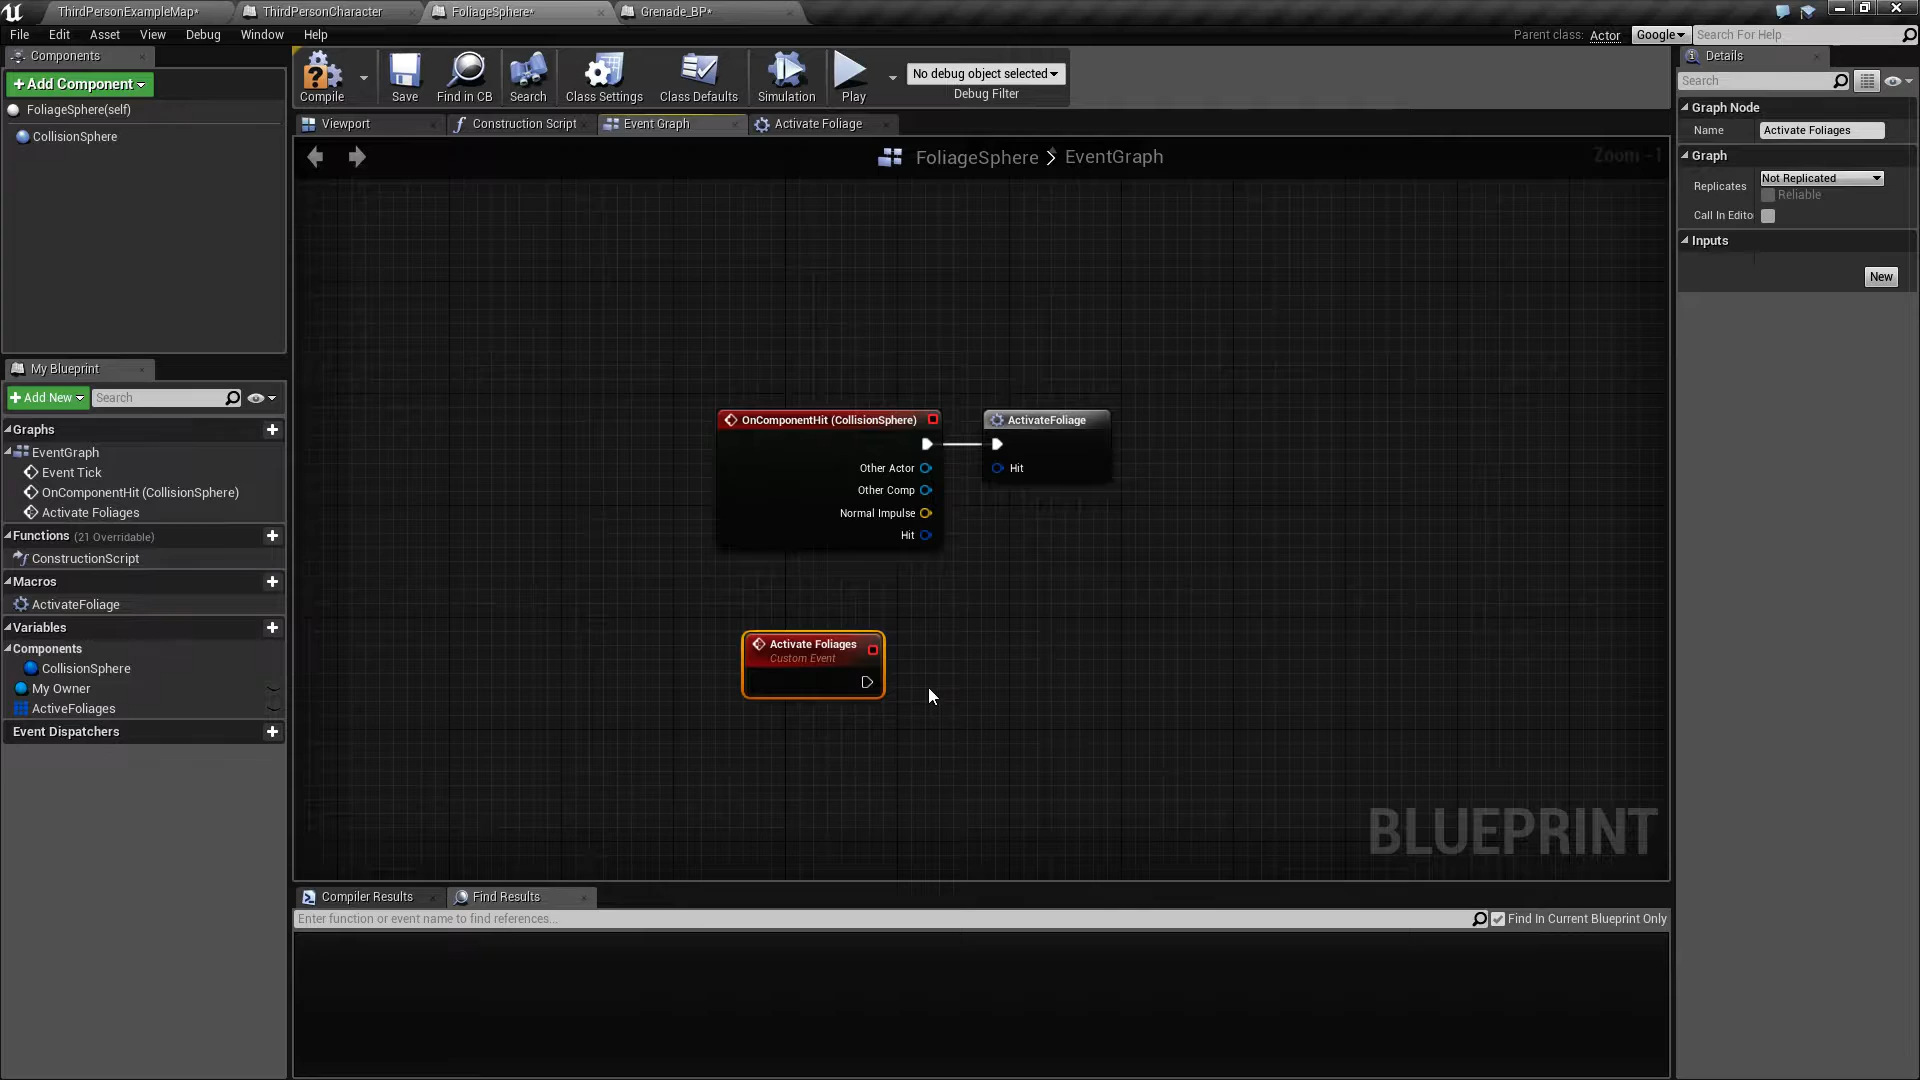 ThirdPersonExampleMap*
ThirdPersonCharacter
FoliageSphere*
Grenade_BP*
File Edit Asset View Debug Window Help
Parent class: Actor
Google
Search For Help
Components
+ Add Component
FoliageSphere(self)
CollisionSphere
Compile
Save
Find in CB
Search
Class Settings
Class Defaults
Simulation
Play
No debug object selected
Debug Filter
Viewport
Construction Script
Event Graph
Activate Foliage
FoliageSphere > EventGraph
Zoom -1
OnComponentHit (CollisionSphere)
Other Actor
Other Comp
Normal Impulse
Hit
ActivateFoliage
Hit
Activate Foliages
Custom Event
BLUEPRINT
My Blueprint
+ Add New
Search
Graphs
EventGraph
Event Tick
OnComponentHit (CollisionSphere)
Activate Foliages
Functions (21 Overridable)
ConstructionScript
Macros
ActivateFoliage
Variables
Components
CollisionSphere
My Owner
ActiveFoliages
Event Dispatchers
Compiler Results
Find Results
Enter function or event name to find references...
Find In Current Blueprint Only
Details
Search
Graph Node
Name Activate Foliages
Graph
Replicates Not Replicated
Reliable
Call In Edito
Inputs
New